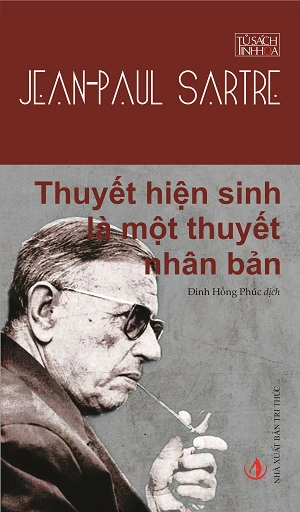 TỦ SÁCH
TINH HOA
JEAN-PAUL SARTRE
Thuyết hiện sinh
là một thuyết
nhân bản
Đinh Hồng Phúc dịch
NHÀ XUẤT BẢN TRI THỨC